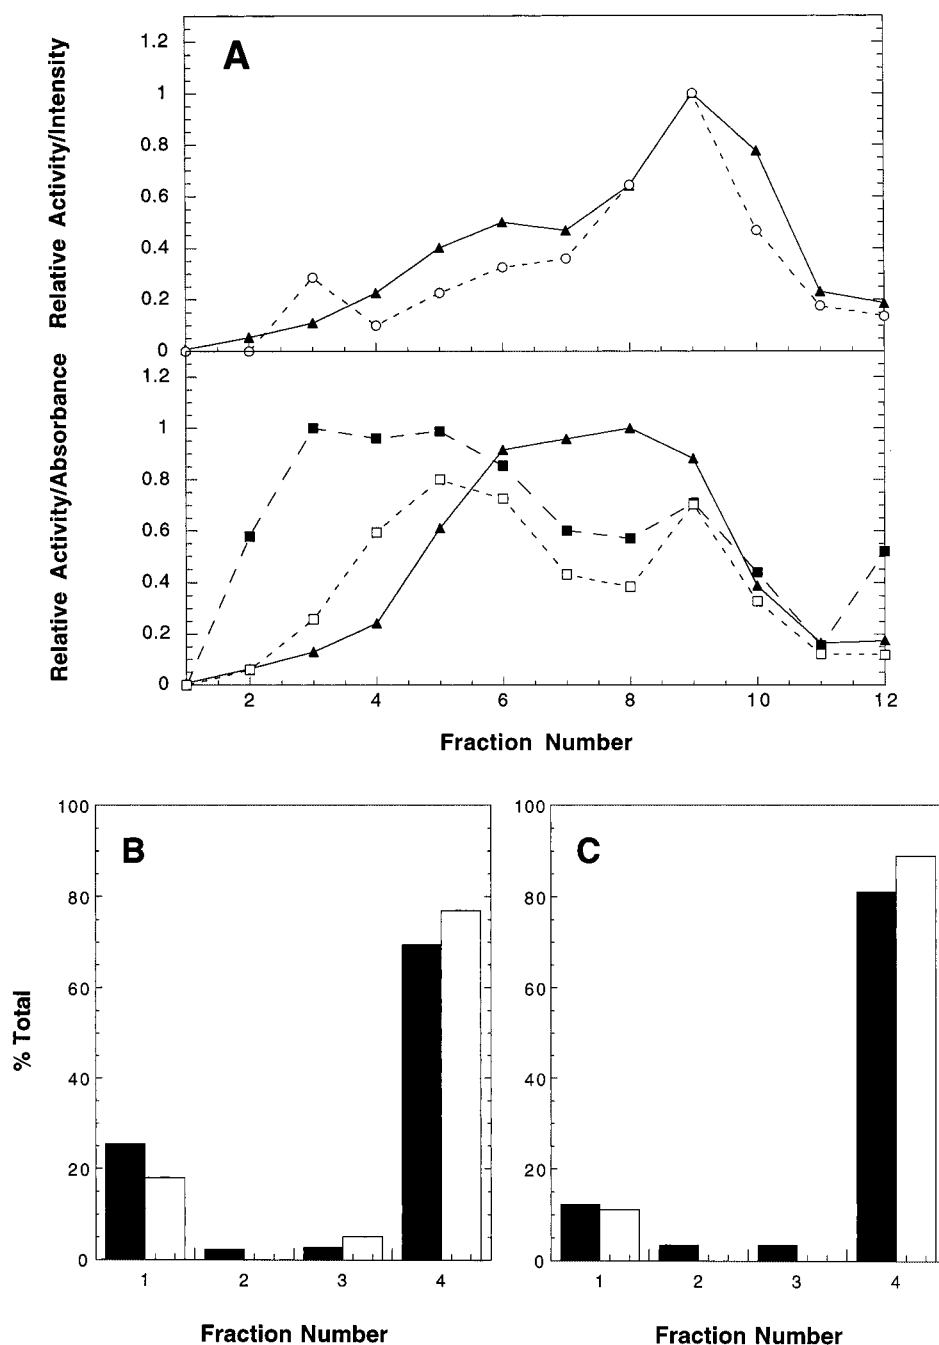 A
Relative Activity/Intensity
1.2
1
0.8
0.6
0.4
0.2
0
Relative Activity/Absorbance
1.2
1
0.8
0.6
0.4
0.2
0
2 4 6 8 10 12
Fraction Number
B
% Total
100
80
60
40
20
0
1 2 3 4
Fraction Number
C
100
80
60
40
20
0
1 2 3 4
Fraction Number